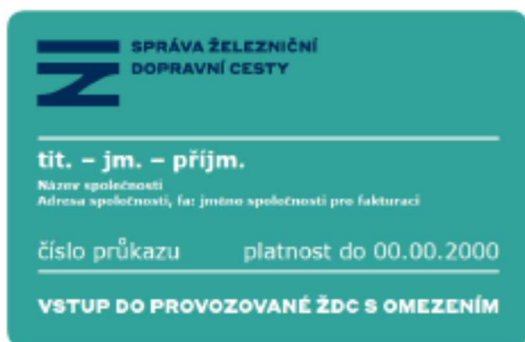 SPRÁVA ŽELEZNIČNÍ
DOPRAVNÍ CESTY
tit. – jm. – příjm.
Název společnosti
Adresa společnosti, fa: jméno společnosti pro fakturaci
číslo průkazu platnost do 00.00.2000
VSTUP DO PROVOZOVANÉ ŽDC S OMEZENÍM